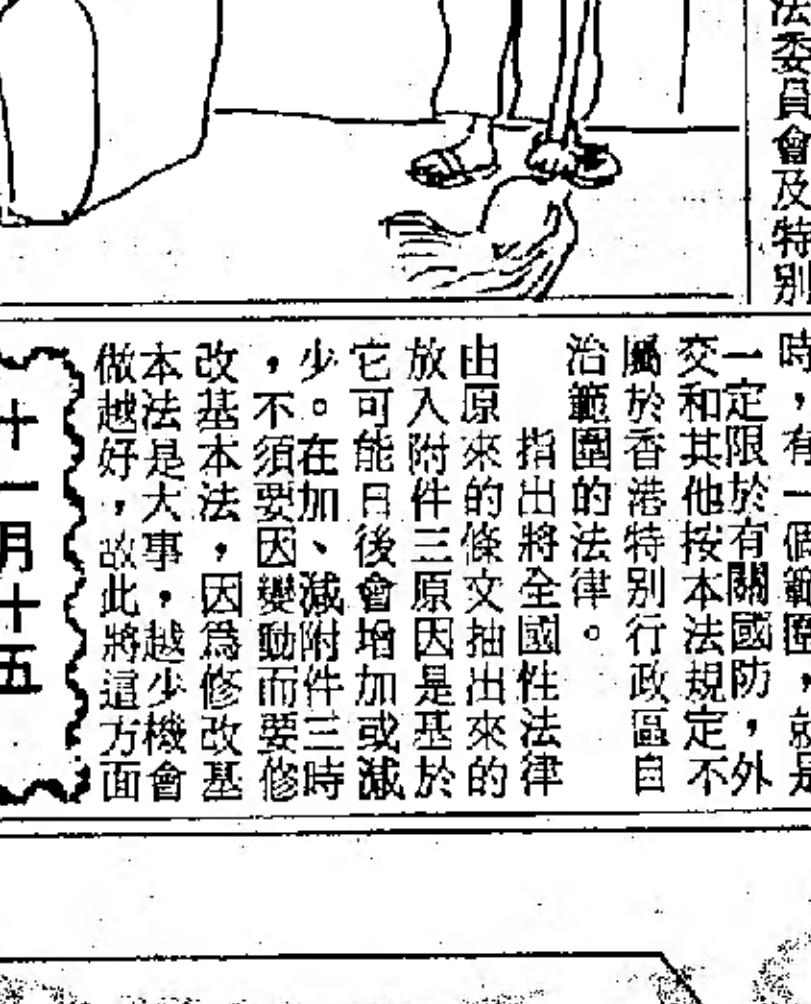 法委員會及特別
時，有一個範圍，就是
一定限於有關國防，外
交和其他按本法規定不
屬於香港特別行政區自
治範圍的法律。
指出將全國性法律
由原來的條文抽出來的
放入附件三原因是基於
它可能日後會增加或減
少。在加、減附件三時
，不須要因變動而要修
改基本法，因為修改基
本法是大事，越少機會
做越好，故此將這方面
十一月十五